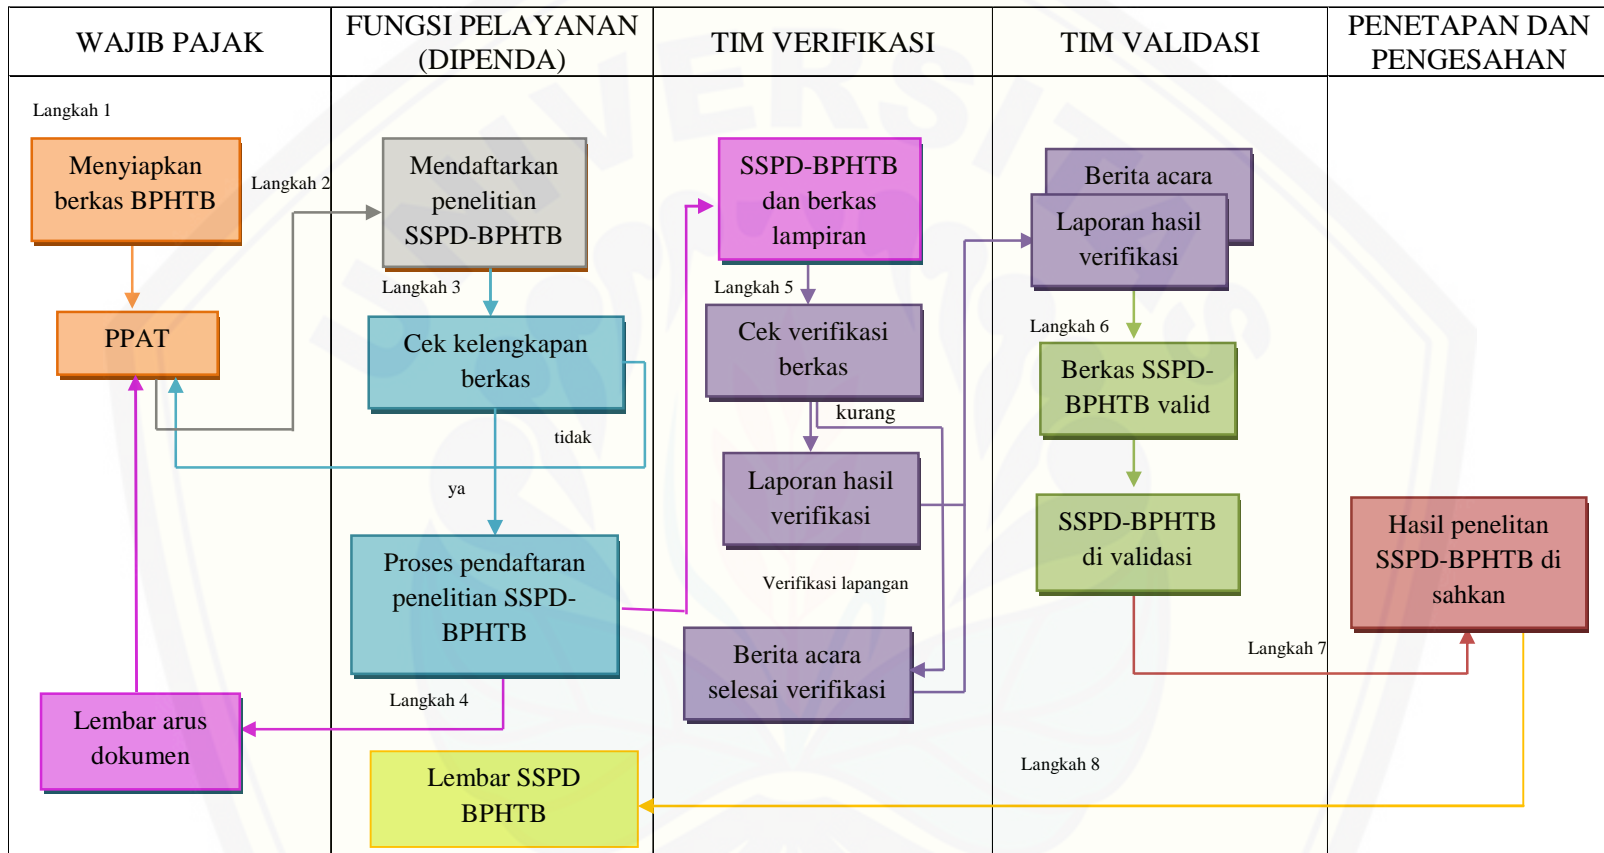 WAJIB PAJAK
FUNGSI PELAYANAN
(DIPENDA)
TIM VERIFIKASI
TIM VALIDASI
PENETAPAN DAN
PENGESAHAN
Langkah 1
Menyiapkan
berkas BPHTB
PPAT
Lembar arus
dokumen
Langkah 2
Mendaftarkan
penelitian
SSPD-BPHTB
Langkah 3
Cek kelengkapan
berkas
tidak
ya
Proses pendaftaran
penelitian SSPD-
BPHTB
Langkah 4
Lembar SSPD
BPHTB
SSPD-BPHTB
dan berkas
lampiran
Langkah 5
Cek verifikasi
berkas
kurang
Laporan hasil
verifikasi
Verifikasi lapangan
Berita acara
selesai verifikasi
Berita acara
Laporan hasil
verifikasi
Langkah 6
Berkas SSPD-
BPHTB valid
SSPD-BPHTB
di validasi
Langkah 7
Hasil penelitan
SSPD-BPHTB di
sahkan
Langkah 8
UNIVERSITAS